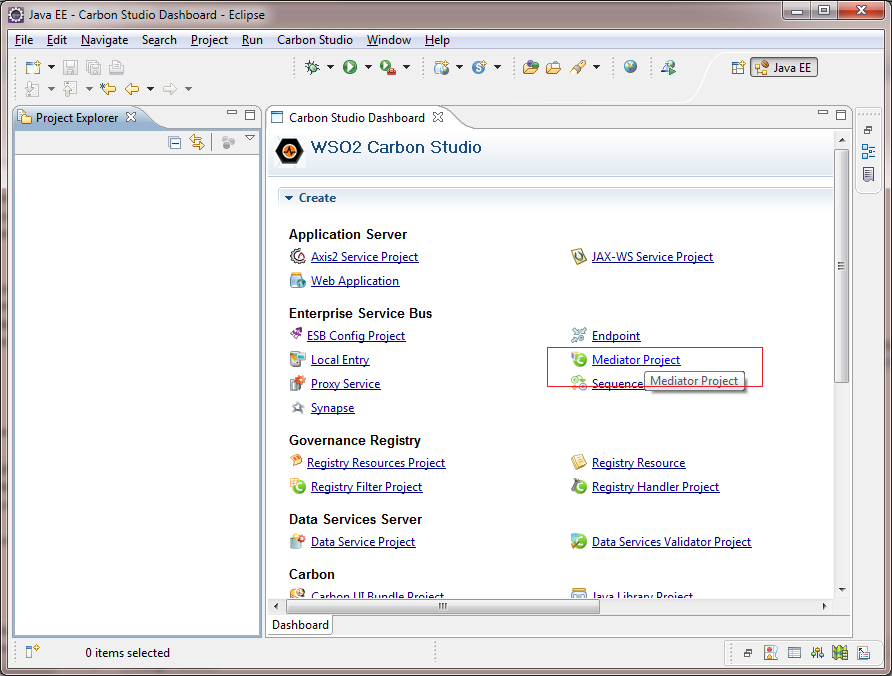 Java EE - Carbon Studio Dashboard - Eclipse
File Edit Navigate Search Project Run Carbon Studio Window Help
Java EE
Project Explorer
Carbon Studio Dashboard
WSO2 Carbon Studio
Create
Application Server
Axis2 Service Project
JAX-WS Service Project
Web Application
Enterprise Service Bus
ESB Config Project
Endpoint
Local Entry
Mediator Project
Proxy Service
Sequence
Mediator Project
Synapse
Governance Registry
Registry Resources Project
Registry Resource
Registry Filter Project
Registry Handler Project
Data Services Server
Data Service Project
Data Services Validator Project
Carbon
Carbon UI Bundle Project
Java Library Project
Dashboard
0 items selected